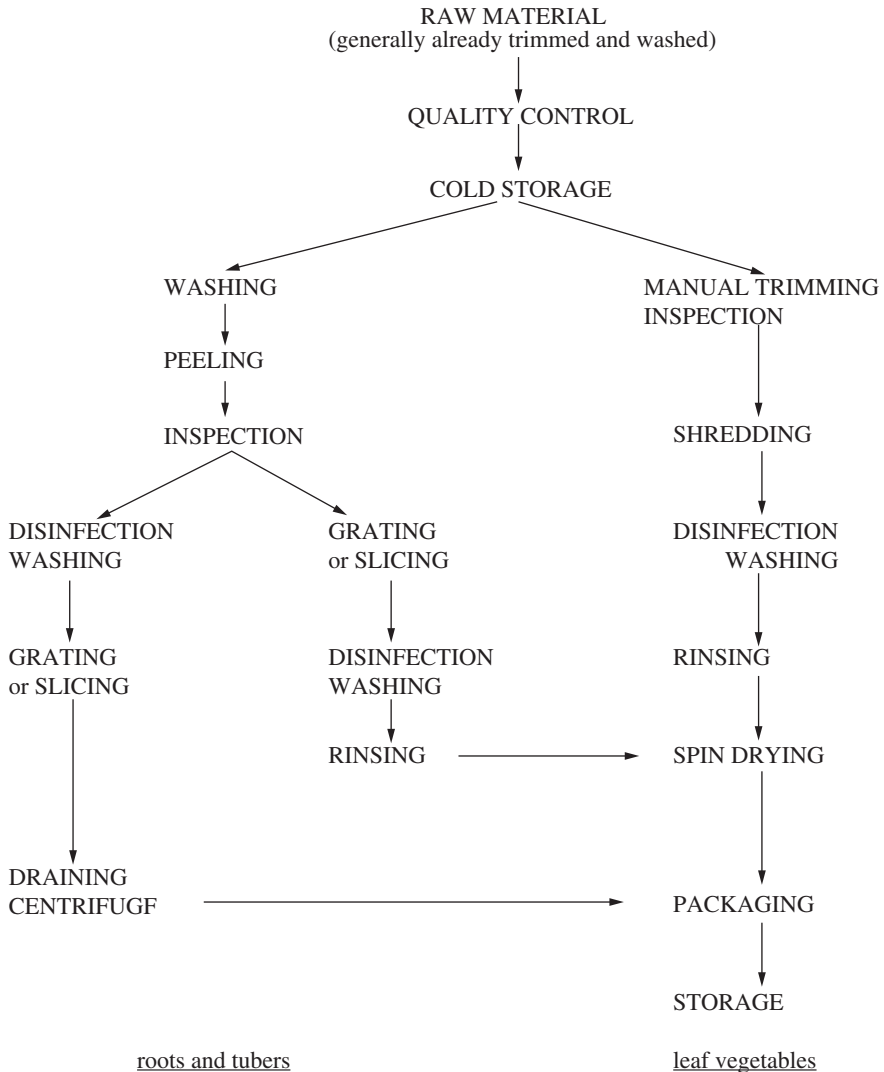 RAW MATERIAL
(generally already trimmed and washed)
QUALITY CONTROL
COLD STORAGE
WASHING
PEELING
INSPECTION
DISINFECTION
WASHING
GRATING
or SLICING
DRAINING
CENTRIFUGF
GRATING
or SLICING
DISINFECTION
WASHING
RINSING
MANUAL TRIMMING
INSPECTION
SHREDDING
DISINFECTION
WASHING
RINSING
SPIN DRYING
PACKAGING
STORAGE
roots and tubers
leaf vegetables